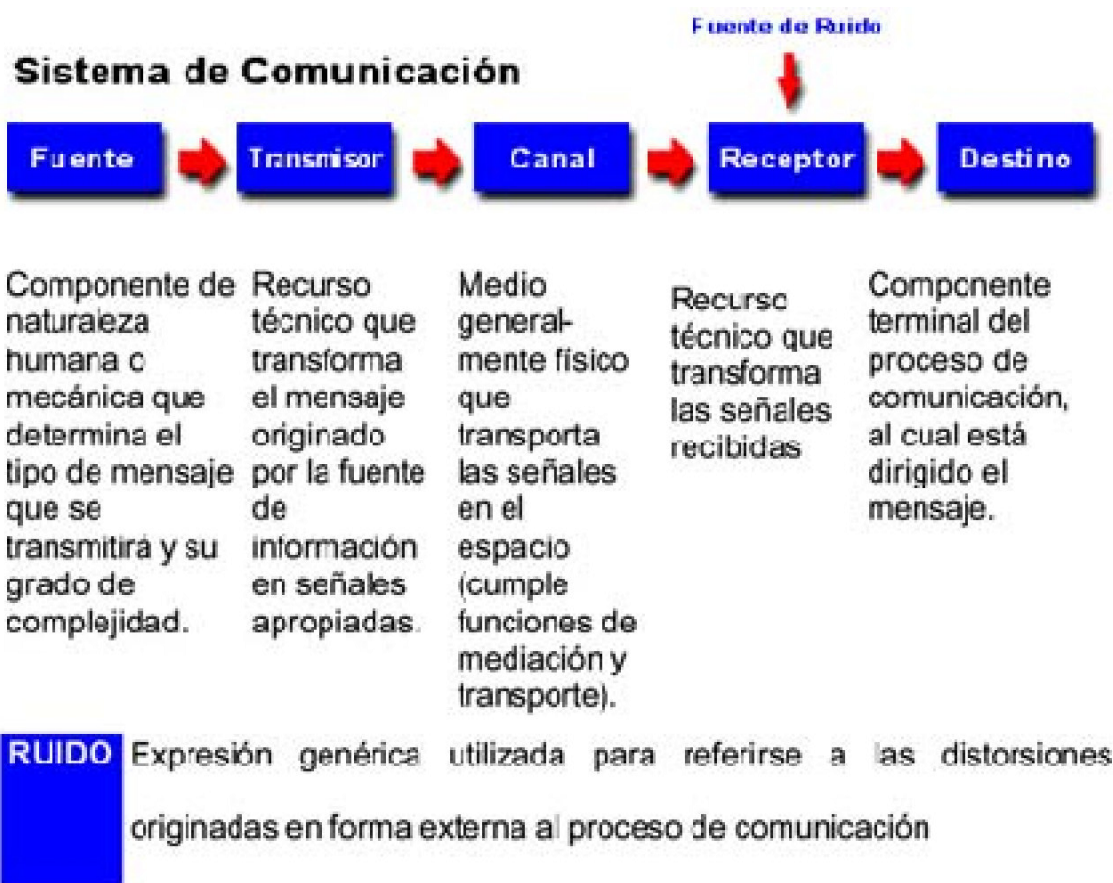 Fuente de Ruido
Sistema de Comunicación
Fuente
Transmisor
Canal
Receptor
Destino
Componente de
naturaleza
humana o
mecánica que
determina el
tipo de mensaje
que se
transmitirá y su
grado de
complejidad.
Recurso
técnico que
transforma
el mensaje
originado
por la fuente
de
información
en señales
apropiadas.
Medio
general-
mente físico
que
transporta
las señales
en el
espacio
(cumple
funciones de
mediación y
transporte).
Recurso
técnico que
transforma
las señales
recibidas
Componente
terminal del
proceso de
comunicación,
al cual está
dirigido el
mensaje.
RUIDO Expresión genérica utilizada para referirse a las distorsiones
originadas en forma externa al proceso de comunicación